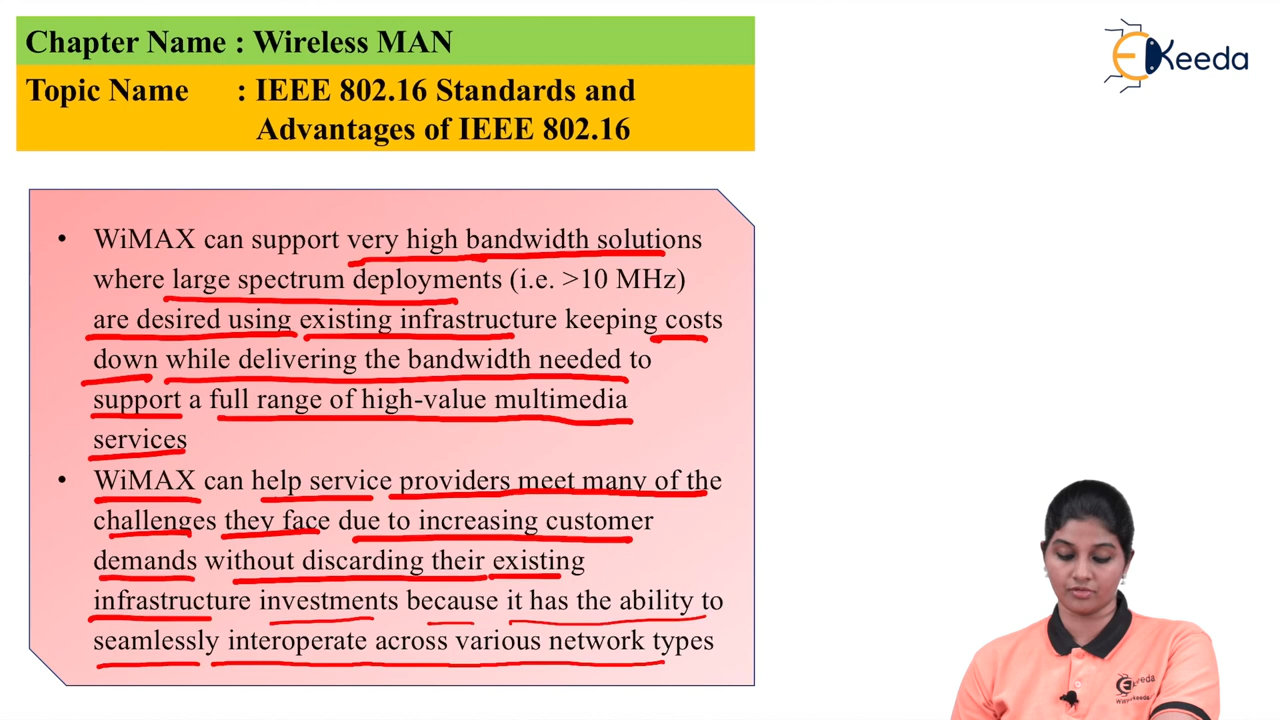 Chapter Name : Wireless MAN
Topic Name : IEEE 802.16 Standards and
Advantages of IEEE 802.16
EKeeda
• WiMAX can support very high bandwidth solutions
where large spectrum deployments (i.e. >10 MHz)
are desired using existing infrastructure keeping costs
down while delivering the bandwidth needed to
support a full range of high-value multimedia
services
• WiMAX can help service providers meet many of the
challenges they face due to increasing customer
demands without discarding their existing
infrastructure investments because it has the ability to
seamlessly interoperate across various network types